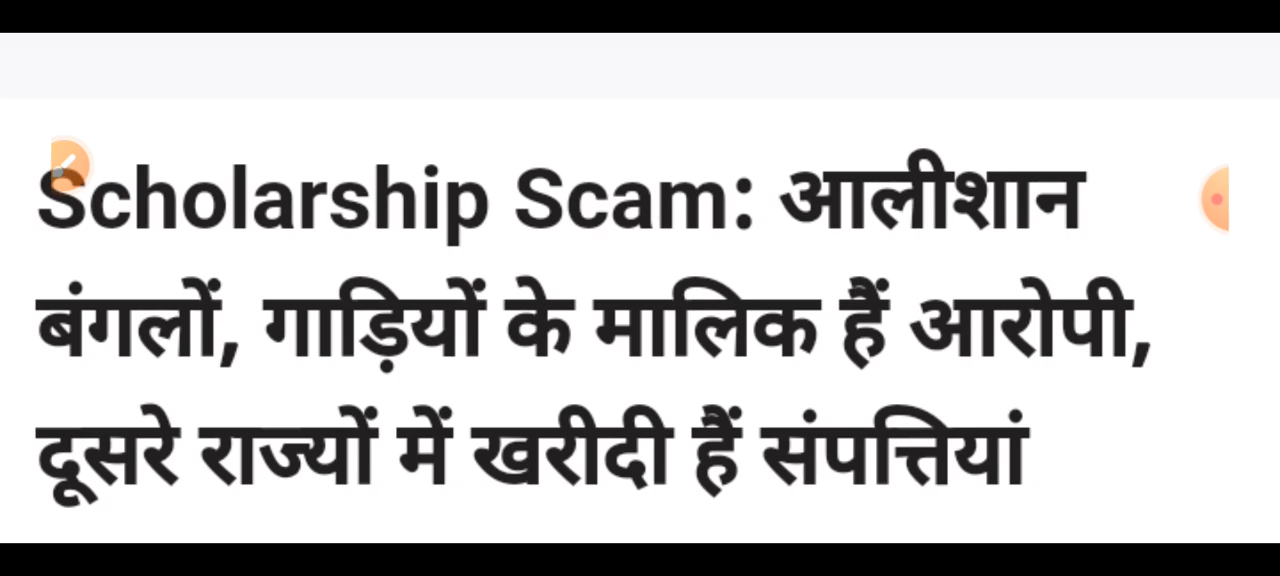 Scholarship Scam: आलीशान
बंगलों, गाड़ियों के मालिक हैं आरोपी,
दूसरे राज्यों में खरीदी हैं संपत्तियां